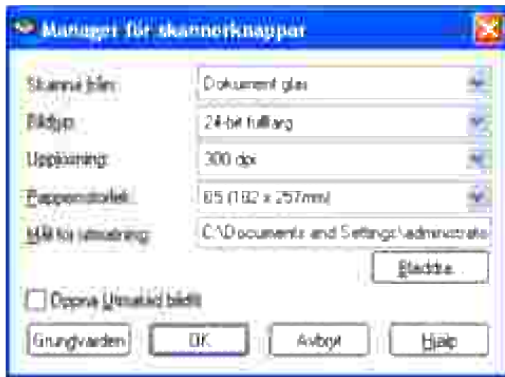 Manager för skannerknappar
Skanna från: Dokument glas
Bildtyp: 24-bit fullfärg
Upplösning: 300 dpi
Pappersstorlek: B5 (182 x 257mm)
Mål för utmatning: C:\Documents and Settings\administrato
Bläddra...
Öppna Utmatad bildfil
Grundvärden OK Avbryt Hjälp